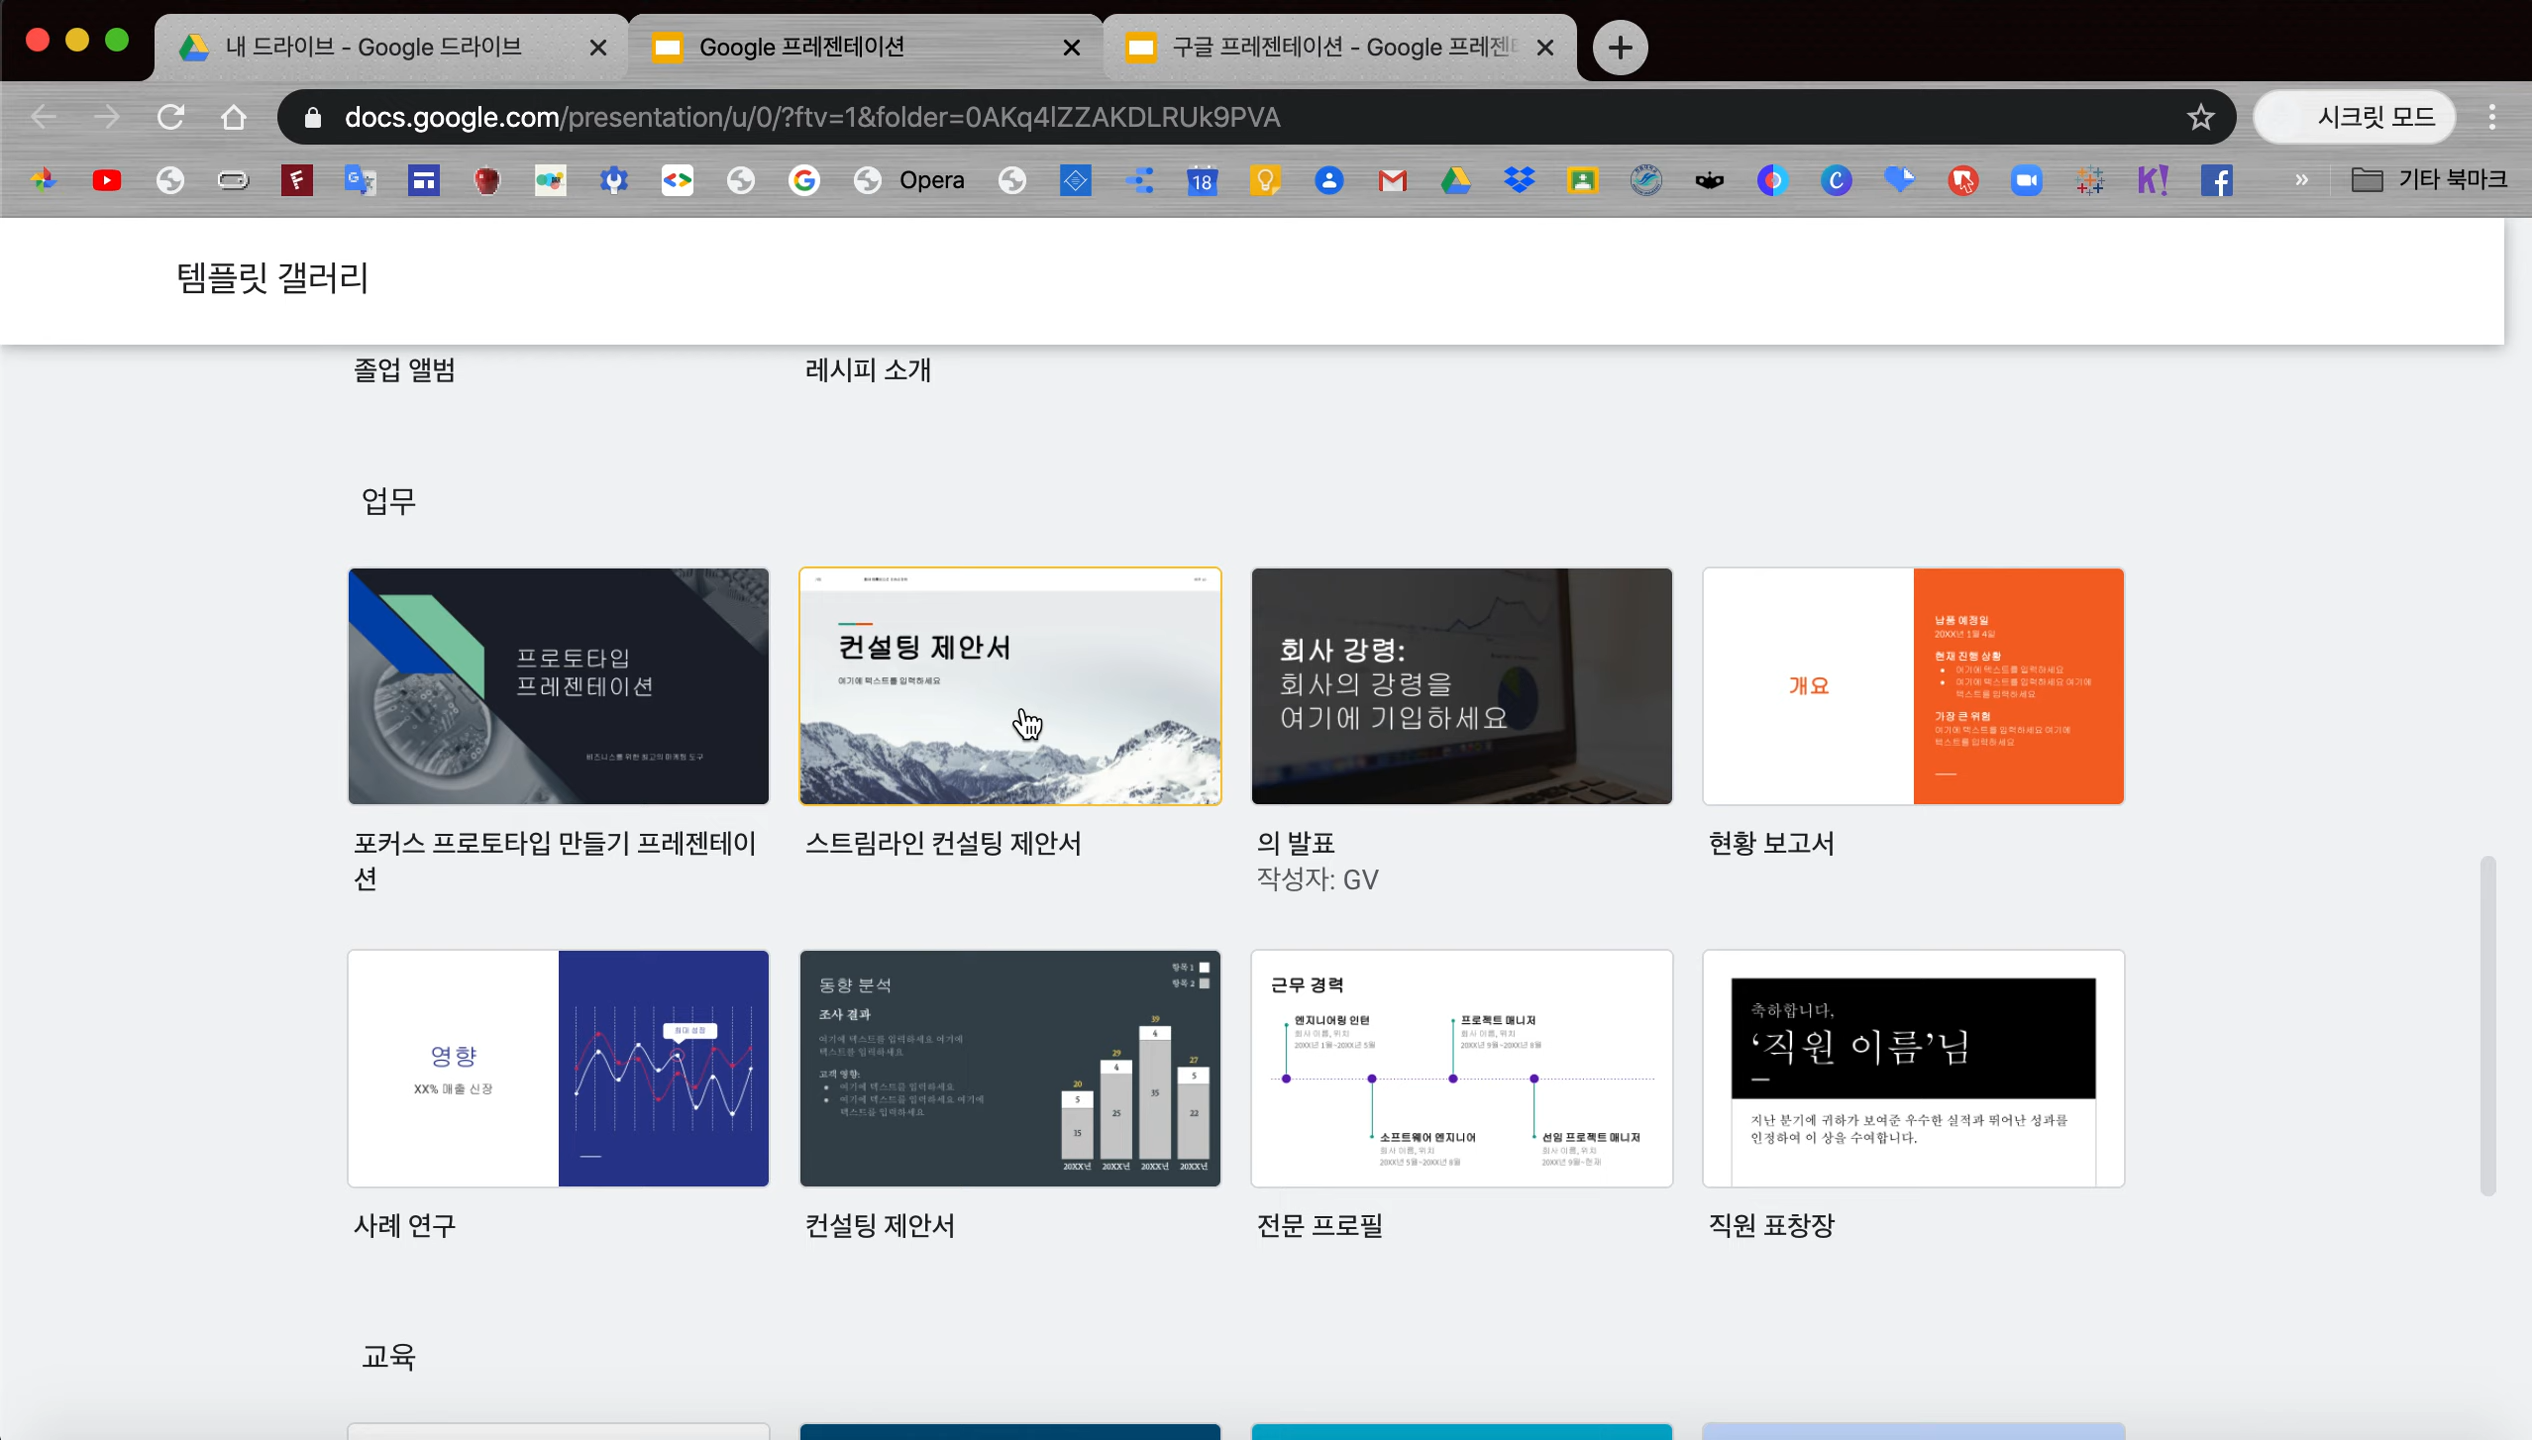 내 드라이브 - Google 드라이브
Google 프레젠테이션
구글 프레젠테이션 - Google 프레젠
docs.google.com/presentation/u/0/?ftv=1&folder=0AKq4lZZAKDLRUk9PVA
시크릿 모드
Opera
18
기타 북마크
템플릿 갤러리
졸업 앨범
레시피 소개
업무
프로토타입
프레젠테이션
비즈니스를 위한 최고의 마케팅 도구
컨설팅 제안서
여기에 텍스트를 입력하세요
회사 강령:
회사의 강령을
여기에 기입하세요
개요
납품 예정일
20XX년 1월 4일
현재 진행 상황
여기에 텍스트를 입력하세요
여기에 텍스트를 입력하세요 여기에
텍스트를 입력하세요
가장 큰 위험
여기에 텍스트를 입력하세요 여기에
텍스트를 입력하세요
포커스 프로토타입 만들기 프레젠테이
션
스트림라인 컨설팅 제안서
의 발표
작성자: GV
현황 보고서
영향
XX% 매출 신장
최대 성장
동향 분석
조사 결과
여기에 텍스트를 입력하세요 여기에
텍스트를 입력하세요
고객 영향:
여기에 텍스트를 입력하세요
여기에 텍스트를 입력하세요 여기에
텍스트를 입력하세요
항목 1
항목 2
20
5
15
29
4
25
39
4
35
27
5
22
20XX년 20XX년 20XX년 20XX년
근무 경력
엔지니어링 인턴
회사 이름, 위치
20XX년 1월~20XX년 5월
프로젝트 매니저
회사 이름, 위치
20XX년 9월~20XX년 8월
소프트웨어 엔지니어
회사 이름, 위치
20XX년 5월~20XX년 8월
선임 프로젝트 매니저
회사 이름, 위치
20XX년 9월~현재
축하합니다,
‘직원 이름’님
지난 분기에 귀하가 보여준 우수한 실적과 뛰어난 성과를
인정하여 이 상을 수여합니다.
사례 연구
컨설팅 제안서
전문 프로필
직원 표창장
교육